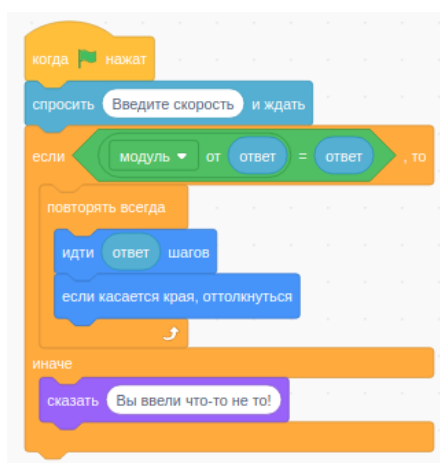 когда нажат
спросить Введите скорость и ждать
если модуль от ответ = ответ , то
повторять всегда
идти ответ шагов
если касается края, оттолкнуться
иначе
сказать Вы ввели что-то не то!